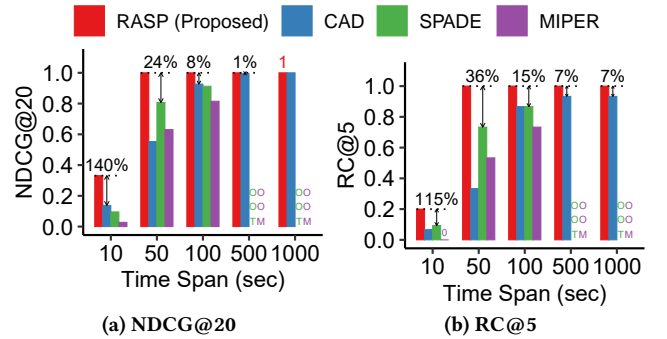 RASP (Proposed) CAD SPADE MIPER
NDCG@20
1.0
0.8
0.6
0.4
0.2
0.0
140%
24%
8%
1%
1
OO
OO
TM
OO
OO
TM
10 50 100 500 1000
Time Span (sec)
(a) NDCG@20
RC@5
1.0
0.8
0.6
0.4
0.2
0.0
115%
0
36%
15%
7%
7%
OO
OO
TM
OO
OO
TM
10 50 100 500 1000
Time Span (sec)
(b) RC@5